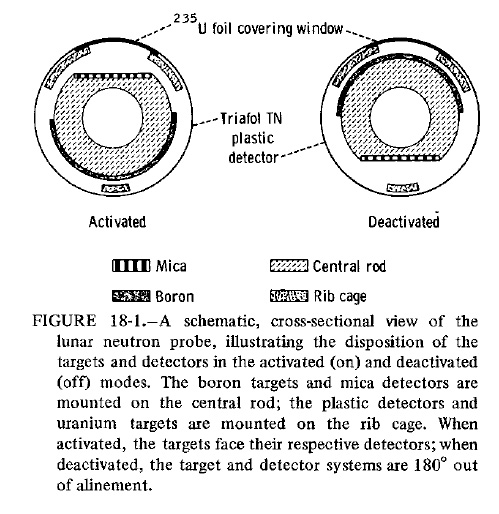 ²³⁵U foil covering window
Triafol TN
plastic
detector
Activated
Deactivated
Mica
Central rod
Boron
Rib cage
FIGURE 18-1.—A schematic, cross-sectional view of the
lunar neutron probe, illustrating the disposition of the
targets and detectors in the activated (on) and deactivated
(off) modes. The boron targets and mica detectors are
mounted on the central rod; the plastic detectors and
uranium targets are mounted on the rib cage. When
activated, the targets face their respective detectors; when
deactivated, the target and detector systems are 180° out
of alinement.